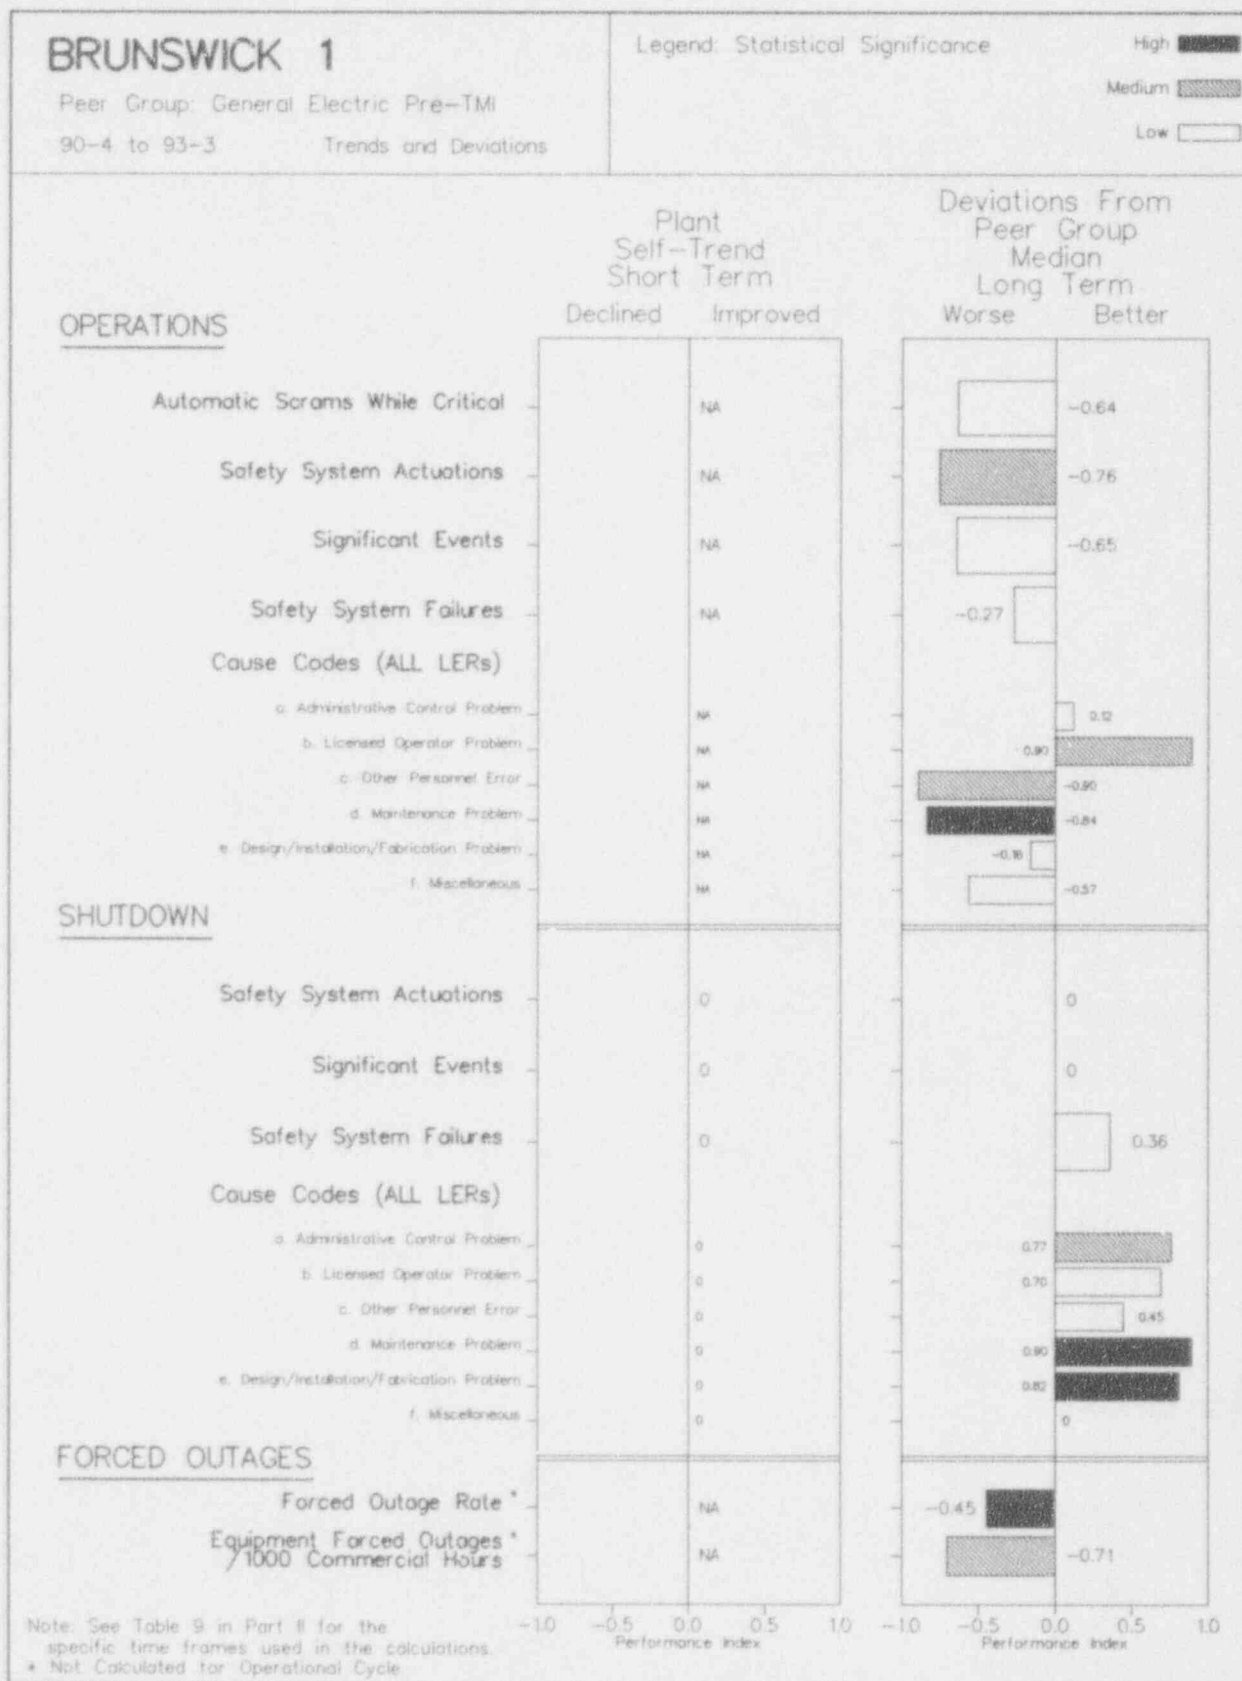 BRUNSWICK 1
Peer Group: General Electric Pre-TMI
90-4 to 93-3 Trends and Deviations
Legend: Statistical Significance
High
Medium
Low
Plant
Self-Trend
Short Term
Declined Improved
Deviations From
Peer Group
Median
Long Term
Worse Better
OPERATIONS
Automatic Scrams While Critical NA -0.64
Safety System Actuations NA -0.76
Significant Events NA -0.65
Safety System Failures NA -0.27
Cause Codes (ALL LERs)
a. Administrative Control Problem NA 0.12
b. Licensed Operator Problem NA 0.90
c. Other Personnel Error NA -0.90
d. Maintenance Problem NA -0.84
e. Design/Installation/Fabrication Problem NA -0.16
f. Miscellaneous NA -0.57
SHUTDOWN
Safety System Actuations 0 0
Significant Events 0 0
Safety System Failures 0 0.36
Cause Codes (ALL LERs)
a. Administrative Control Problem 0 0.77
b. Licensed Operator Problem 0 0.70
c. Other Personnel Error 0 0.45
d. Maintenance Problem 0 0.90
e. Design/Installation/Fabrication Problem 0 0.82
f. Miscellaneous 0 0
FORCED OUTAGES
Forced Outage Rate * NA -0.45
Equipment Forced Outages *
/1000 Commercial Hours NA -0.71
-1.0 -0.5 0.0 0.5 1.0
Performance Index
-1.0 -0.5 0.0 0.5 1.0
Performance Index
Note: See Table 9 in Part II for the
specific time frames used in the calculations.
* Not Calculated for Operational Cycle